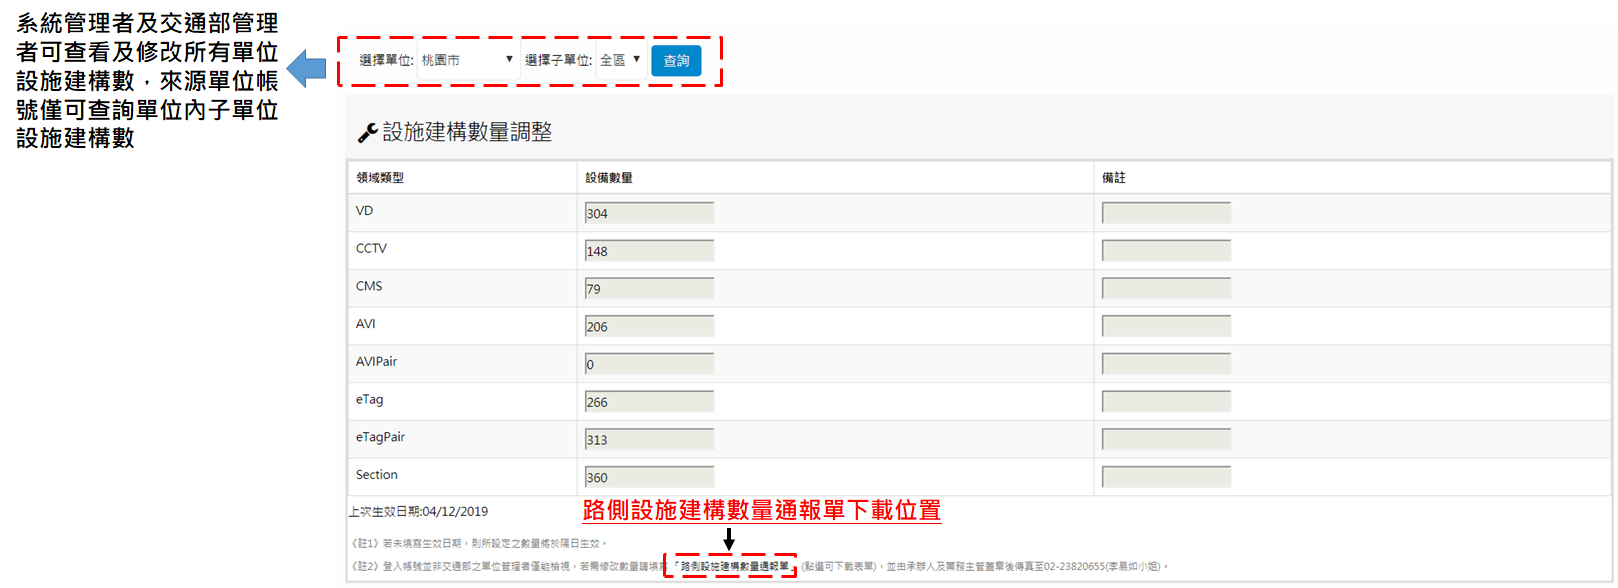 系統管理者及交通部管理
者可查看及修改所有單位
設施建構數，來源單位帳
號僅可查詢單位內子單位
設施建構數
選擇單位: 桃園市 選擇子單位: 全區 查詢
設施建構數量調整
領域類型 設備數量 備註
VD 304
CCTV 148
CMS 79
AVI 206
AVIPair 0
eTag 266
eTagPair 313
Section 360
上次生效日期:04/12/2019
路側設施建構數量通報單下載位置
《註1》若未填寫生效日期，則所設定之數量將於隔日生效。
《註2》登入帳號並非交通部之單位管理者僅能檢視，若需修改數量請填寫「路側設施建構數量通報單」(點選可下載表單)，並由承辦人及業務主管蓋章後傳真至02-23820655(李易如小姐)。